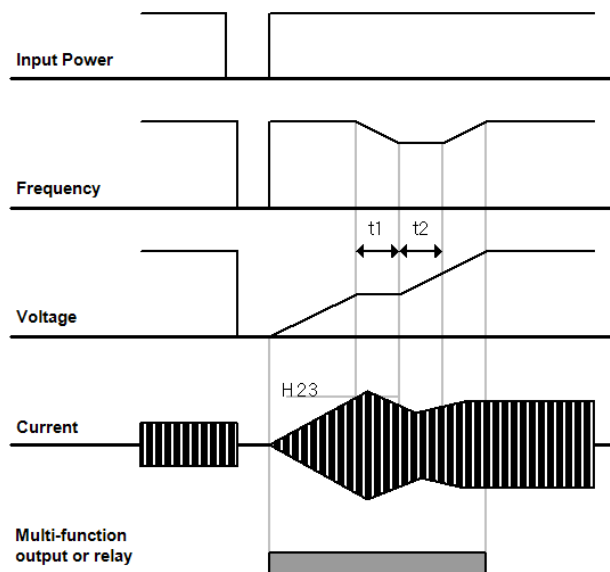 Input Power
Frequency
t1
t2
Voltage
H23
Current
Multi-function
output or relay